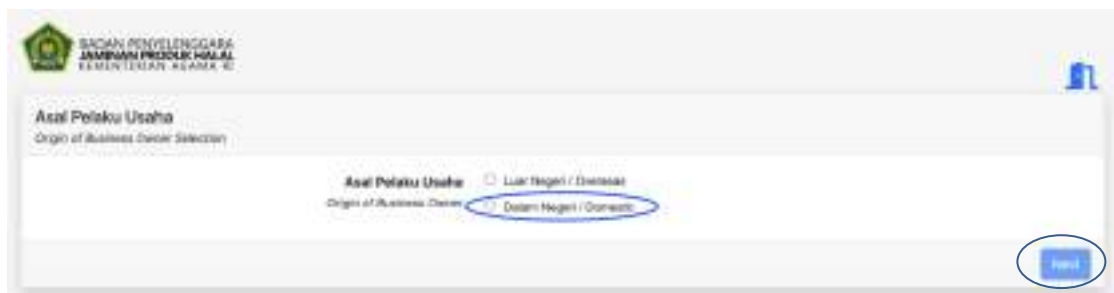 BADAN PENYELENGGARA
JAMINAN PRODUK HALAL
KEMENTERIAN AGAMA RI
Asal Pelaku Usaha
Origin of Business Owner Selection
Asal Pelaku Usaha
Luar Negeri / Overseas
Origin of Business Owner
Dalam Negeri / Domestic
Next